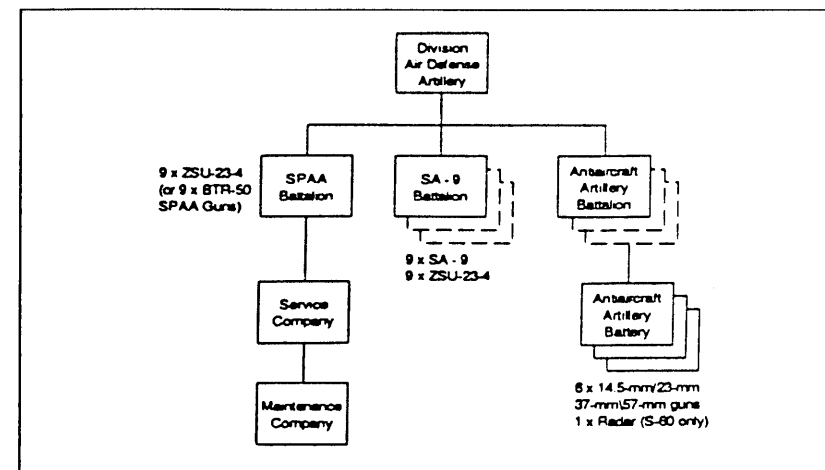 Division
Air Defense
Artillery
9 x ZSU-23-4
(or 9 x BTR-50
SPAA Guns)
SPAA
Battalion
SA - 9
Battalion
Antiaircraft
Artillery
Battalion
9 x SA - 9
9 x ZSU-23-4
Service
Company
Antiaircraft
Artillery
Battery
Maintenance
Company
6 x 14.5-mm/23-mm
37-mm\57-mm guns
1 x Radar (S-60 only)